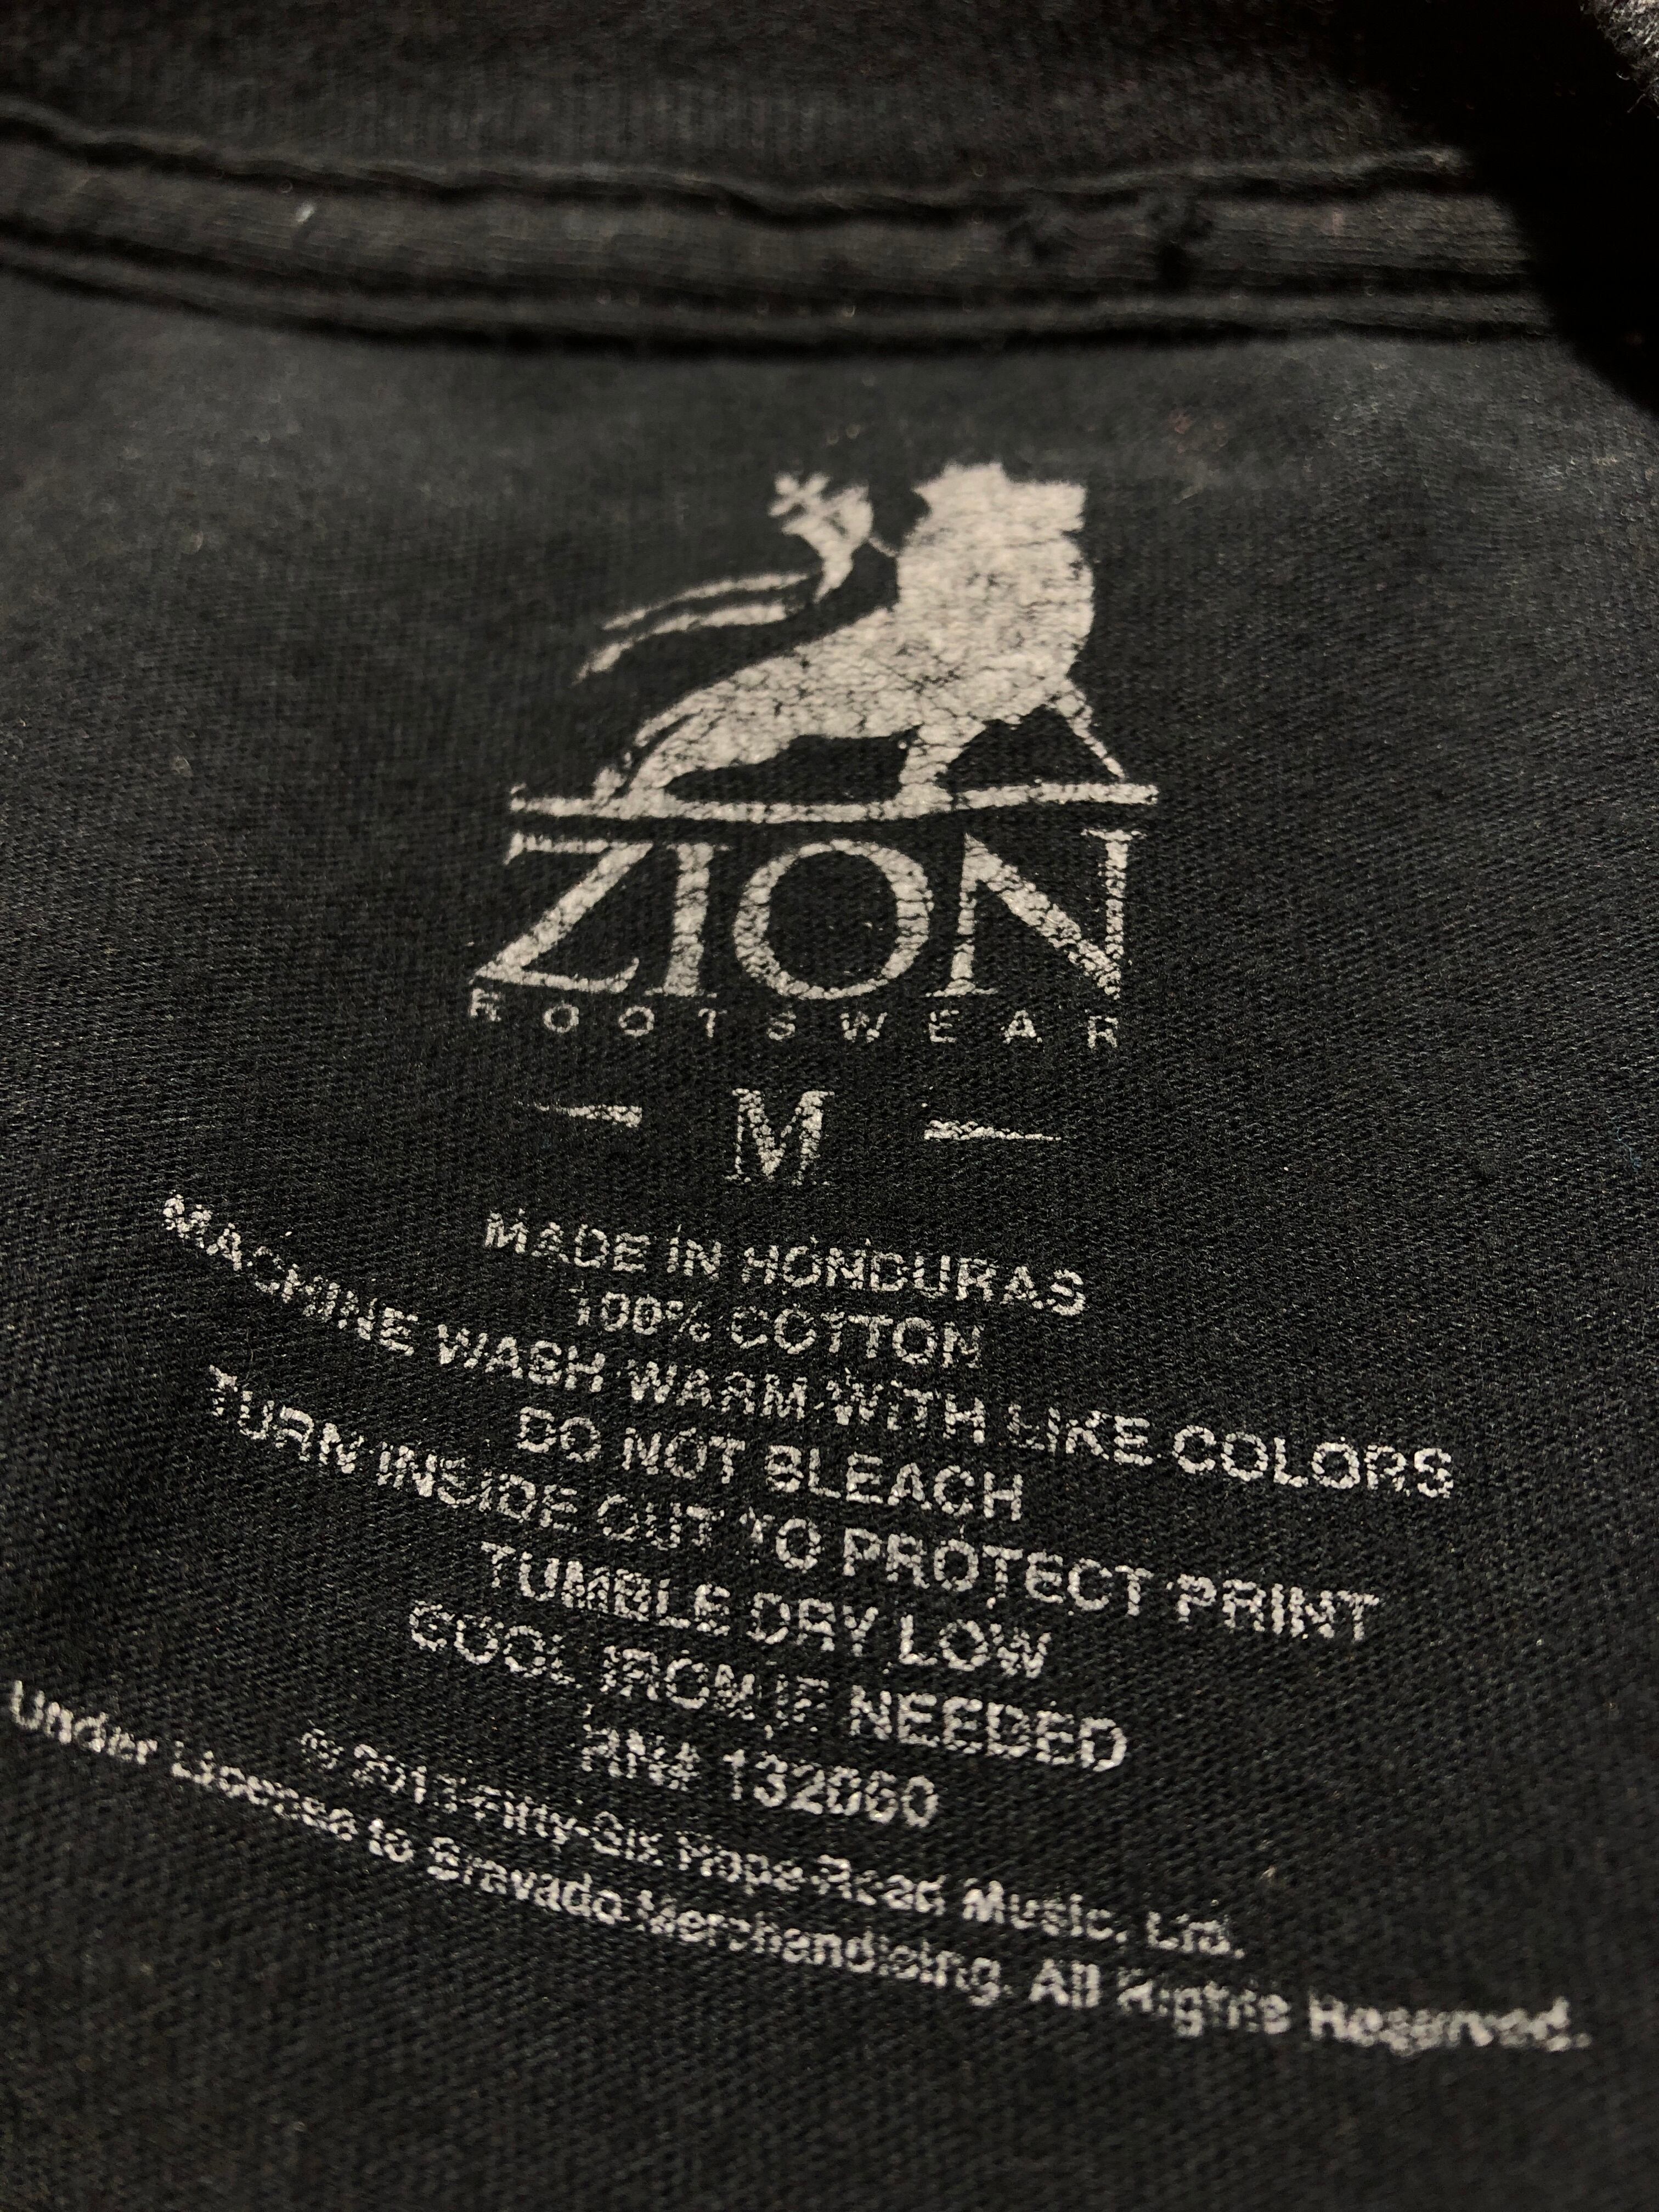 ZION
ROOTSWEAR
M
MADE IN HONDURAS
100% COTTON
MACHINE WASH WARM WITH LIKE COLORS
DO NOT BLEACH
TURN INSIDE OUT TO PROTECT PRINT
TUMBLE DRY LOW
COOL IRON IF NEEDED
RN# 132060
© Fifty-Six Hope Road Music, Ltd.
Under License to Bravado Merchandising. All Rights Reserved.